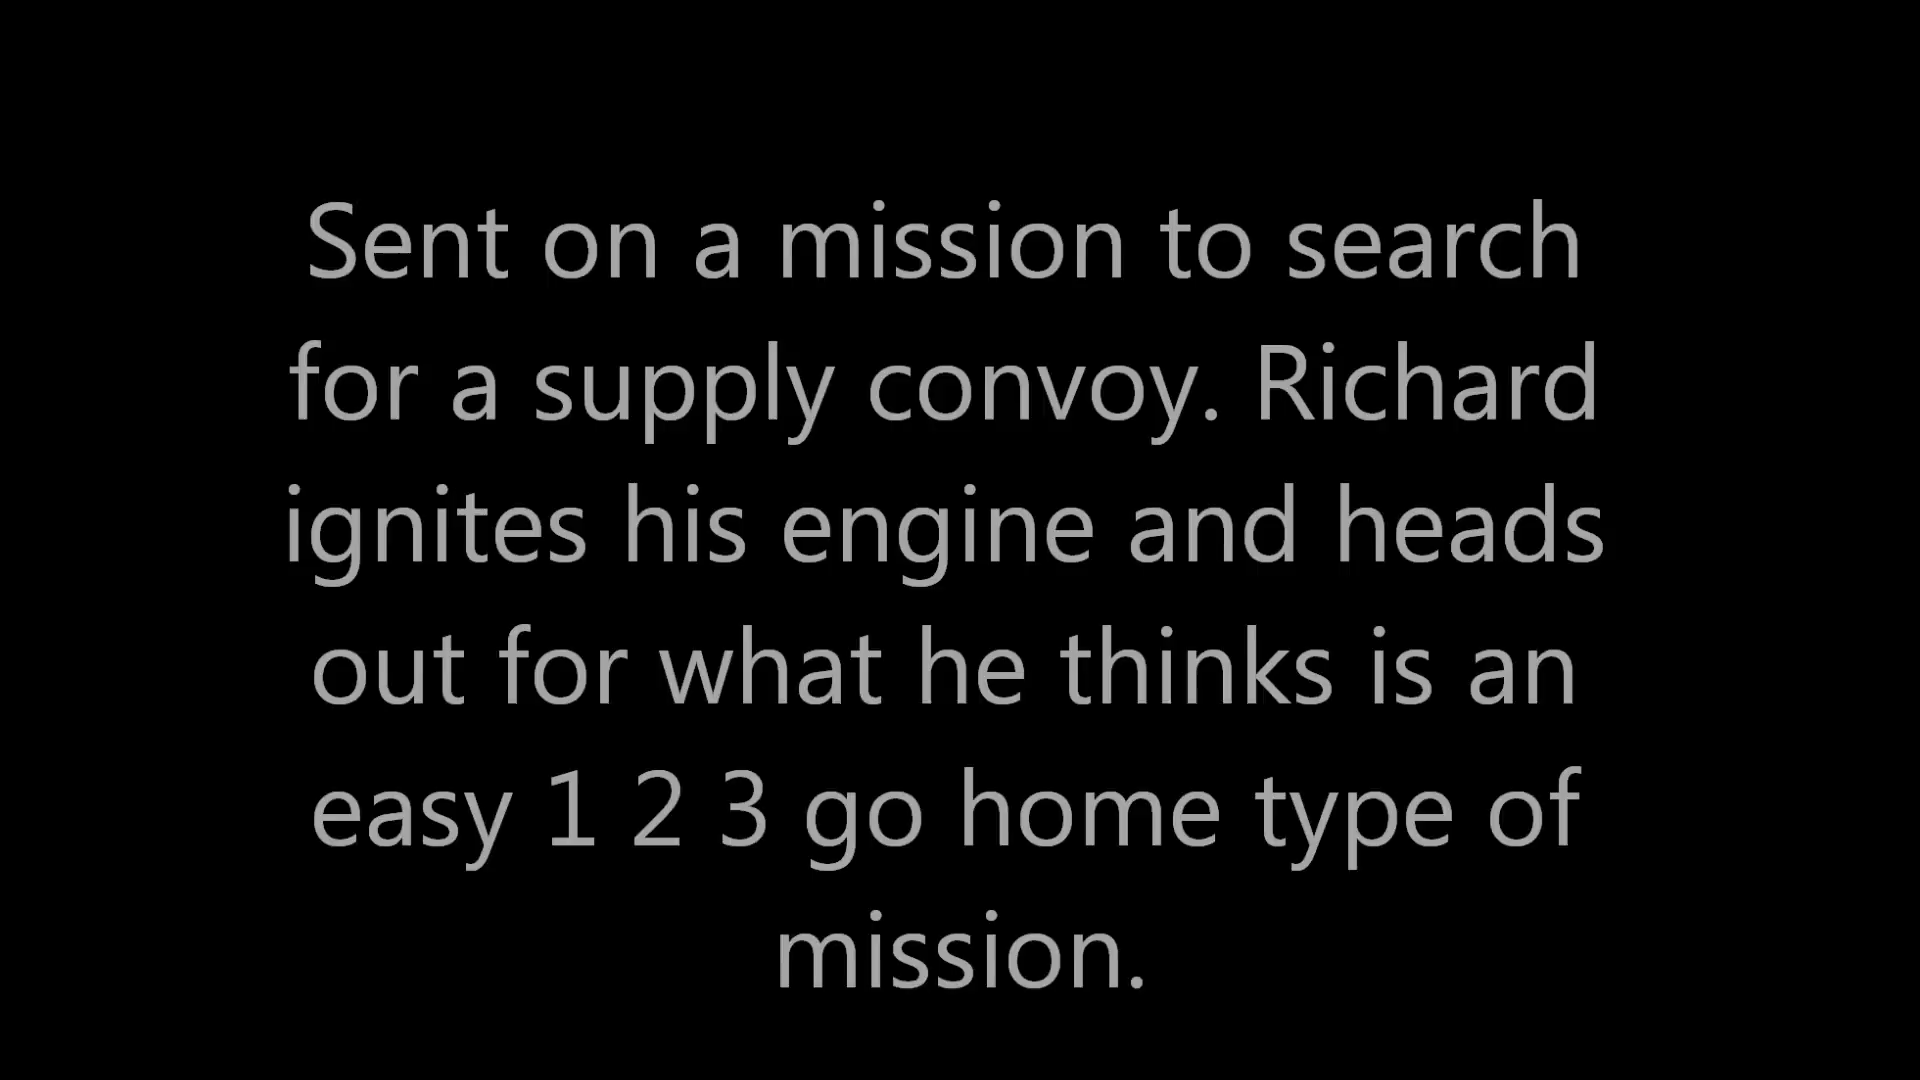 Sent on a mission to search
for a supply convoy. Richard
ignites his engine and heads
out for what he thinks is an
easy 1 2 3 go home type of
mission.